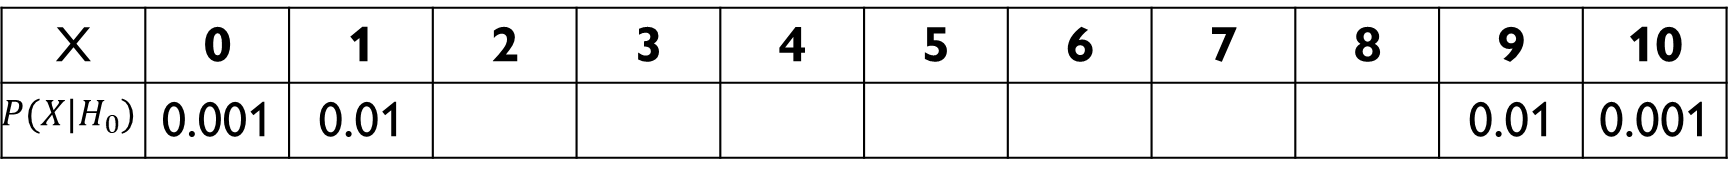 X 0 1 2 3 4 5 6 7 8 9 10
P(X|H₀) 0.001 0.01 0.01 0.001